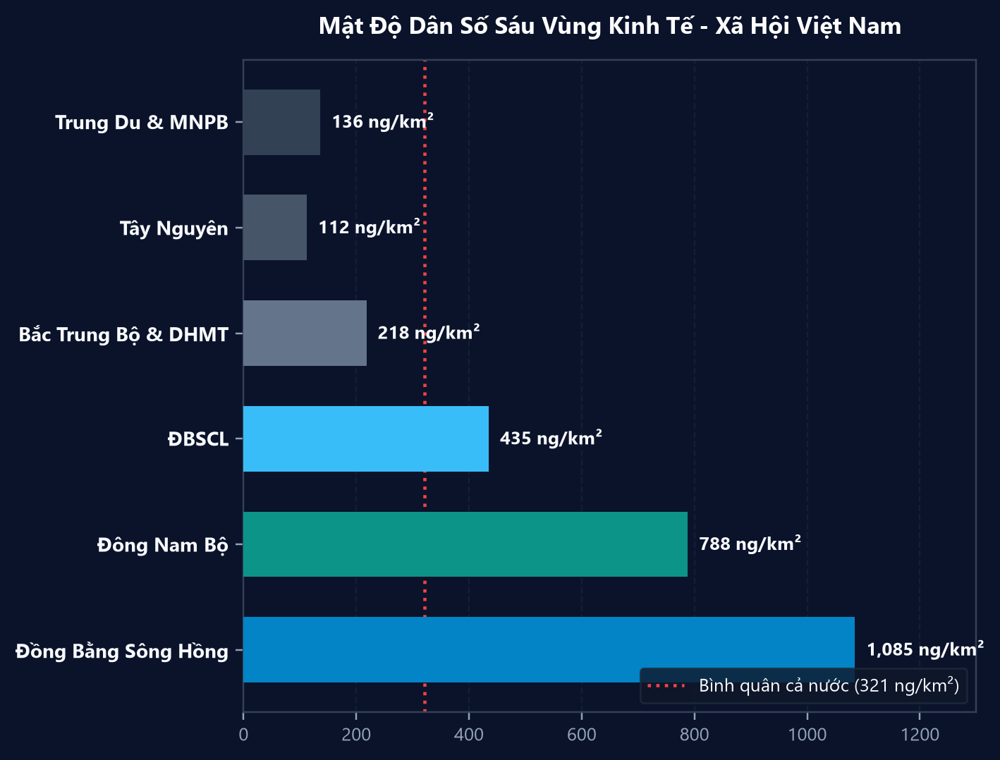 Mật Độ Dân Số Sáu Vùng Kinh Tế - Xã Hội Việt Nam
Trung Du & MNPB
136 ng/km²
Tây Nguyên
112 ng/km²
Bắc Trung Bộ & DHMT
218 ng/km²
ĐBSCL
435 ng/km²
Đông Nam Bộ
788 ng/km²
Đồng Bằng Sông Hồng
1,085 ng/km²
Bình quân cả nước (321 ng/km²)
0 200 400 600 800 1000 1200